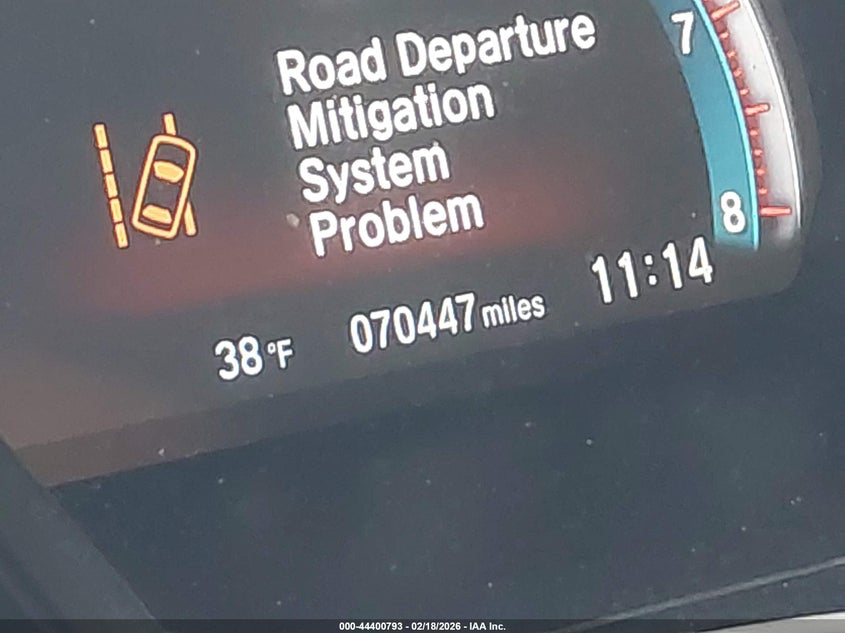 7
Road Departure
Mitigation
System
Problem
8
38°F 070447 miles 11:14
000-44400793 - 02/18/2026 - IAA Inc.